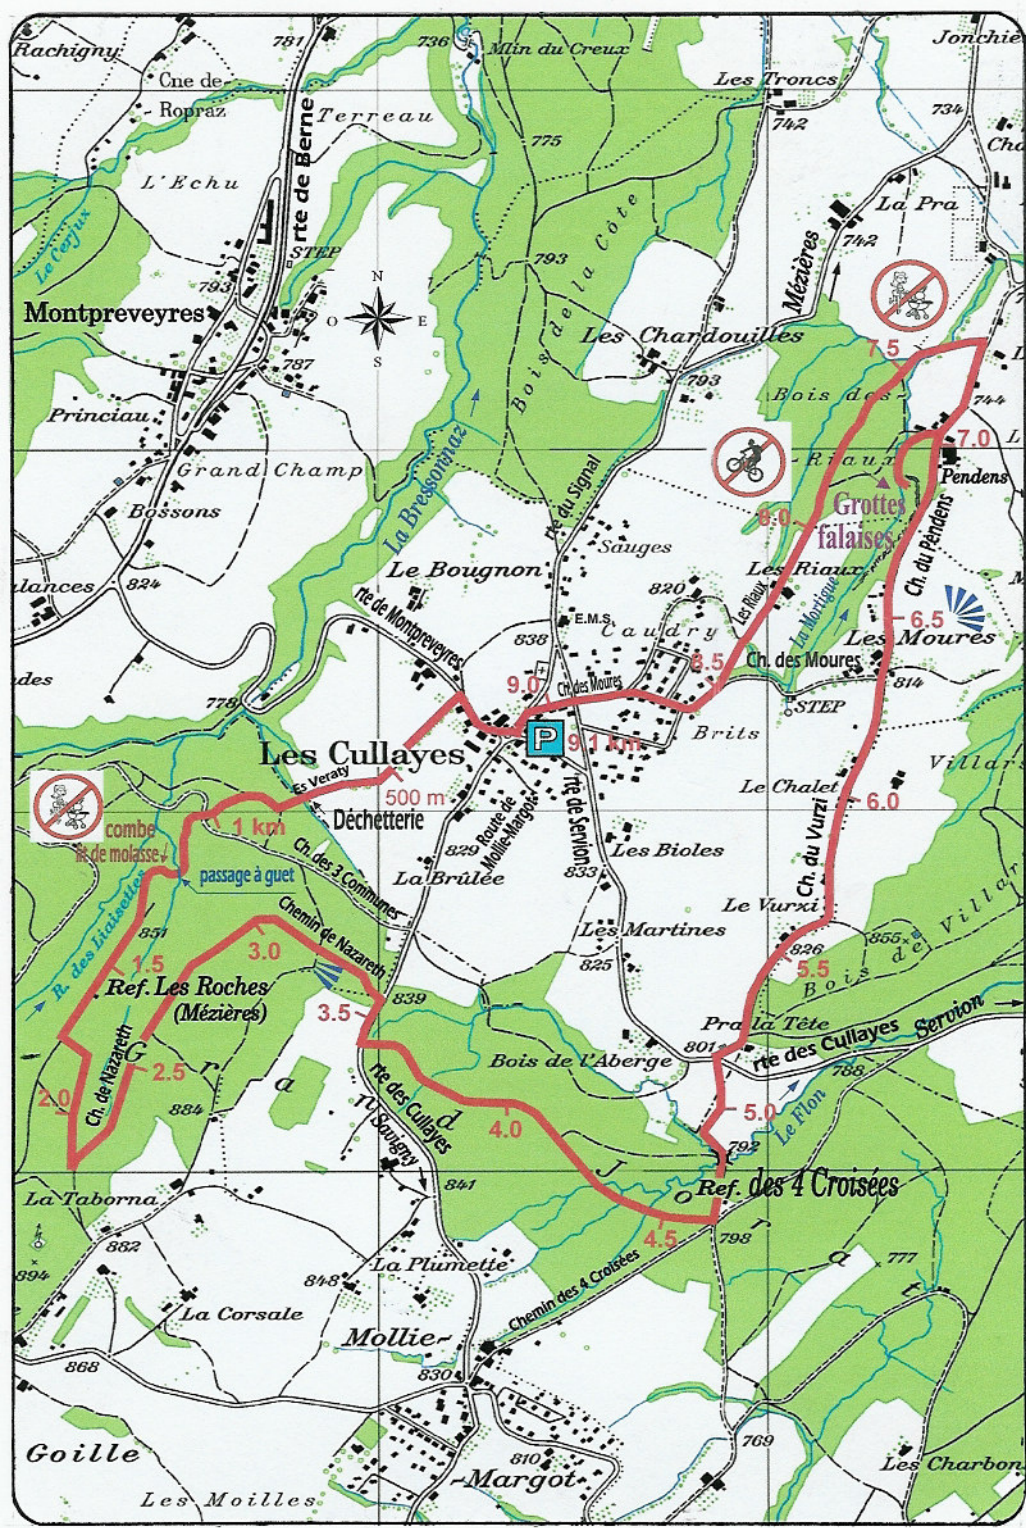 Rachigny
781
736
Mlin du Creux
Jonchie
Cne de
Ropraz
Les Troncs
742
734
rte de Berne
Terreau
775
Cha
L'Echu
La Pra
Le Cerjux
STEP
793
793
Bois de la Côte
Mézières
742
Montpreveyres
N
O
E
S
787
Les Chardouilles
793
7.5
Princiau
Bois des
744
Grand Champ
Riaux
7.0
Pendens
Bossons
La Bressonnaz
rte du Signal
8.0
Grottes
falaises
Sauges
alances
824
Le Bougnon
820
Les Riaux
Les Riaux
La Mortigue
Ch. du Pendens
rte de Montpreveyres
E.M.S.
838
Caudry
6.5
Les Moures
des
8.5
Ch. des Moures
814
778
9.0
Ch. des Moures
STEP
Les Cullayes
P
9,1 km
Brits
Villars
Es Veraty
500 m
Le Chalet
6.0
Déchetterie
1 km
combe
lit de molasse
Route de
Mollie-Margot
rte de Servion
Ch. du Vurzi
829
Les Bioles
833
La Brûlée
passage à guet
Ch. des 3 Communes
Le Vurzi
R. des Liaisettes
851
Chemin de Nazareth
3.0
Les Martines
825
826
855
5.5
Bois de Villar
1.5
Ref. Les Roches
(Mézières)
839
3.5
Pra la Tête
801
rte des Cullayes
Servion
788
Bois de l'Aberge
Ch. de Nazareth
2.5
2.0
884
Grand Jorat
rte des Cullayes
Savigny
4.0
5.0
Le Flon
792
La Taborna
841
Ref. des 4 Croisées
4.5
798
882
894
La Plumette
848
777
La Corsale
Chemin des 4 Croisées
Mollie-
868
830
769
Goille
810
Margot
Les Charbon
Les Moilles